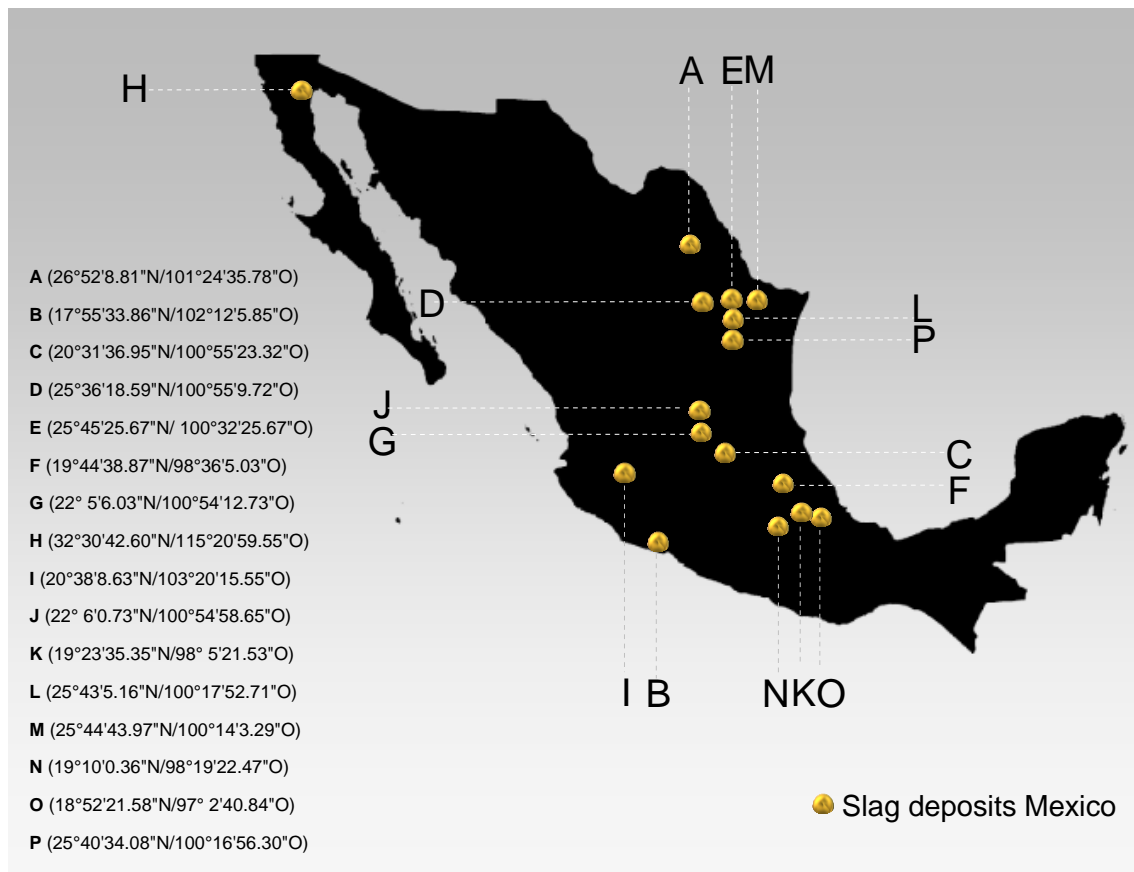 A EM
H
A (26°52'8.81"N/101°24'35.78"O)
D
L
B (17°55'33.86"N/102°12'5.85"O)
P
C (20°31'36.95"N/100°55'23.32"O)
D (25°36'18.59"N/100°55'9.72"O)
J
E (25°45'25.67"N/ 100°32'25.67"O)
G
C
F (19°44'38.87"N/98°36'5.03"O)
F
G (22° 5'6.03"N/100°54'12.73"O)
H (32°30'42.60"N/115°20'59.55"O)
I (20°38'8.63"N/103°20'15.55"O)
J (22° 6'0.73"N/100°54'58.65"O)
K (19°23'35.35"N/98° 5'21.53"O)
L (25°43'5.16"N/100°17'52.71"O)
I B NKO
M (25°44'43.97"N/100°14'3.29"O)
N (19°10'0.36"N/98°19'22.47"O)
O (18°52'21.58"N/97° 2'40.84"O)
Slag deposits Mexico
P (25°40'34.08"N/100°16'56.30"O)